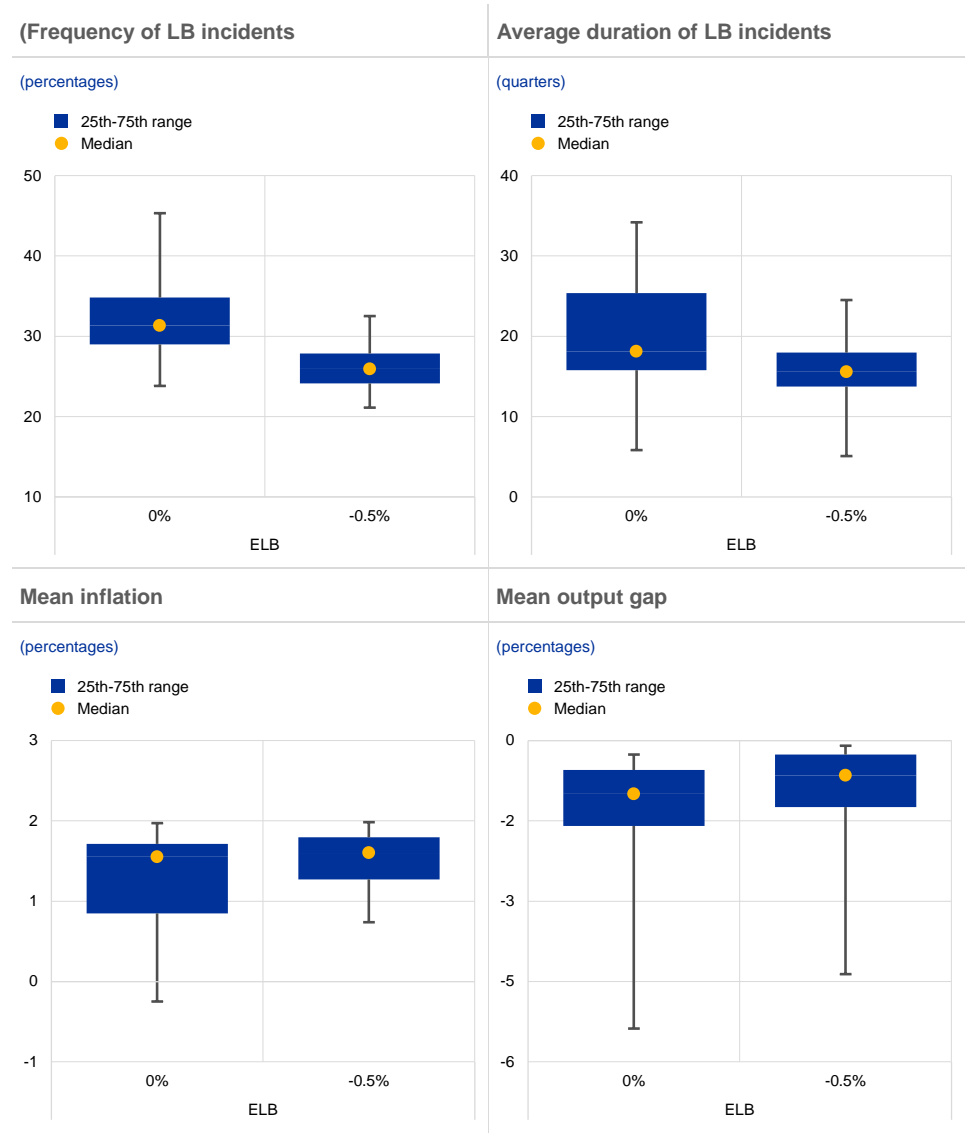 (Frequency of LB incidents
(percentages)
25th-75th range
Median
50
40
30
20
10
0%
-0.5%
ELB
Average duration of LB incidents
(quarters)
25th-75th range
Median
40
30
20
10
0
0%
-0.5%
ELB
Mean inflation
(percentages)
25th-75th range
Median
3
2
1
0
-1
0%
-0.5%
ELB
Mean output gap
(percentages)
25th-75th range
Median
0
-2
-3
-5
-6
0%
-0.5%
ELB